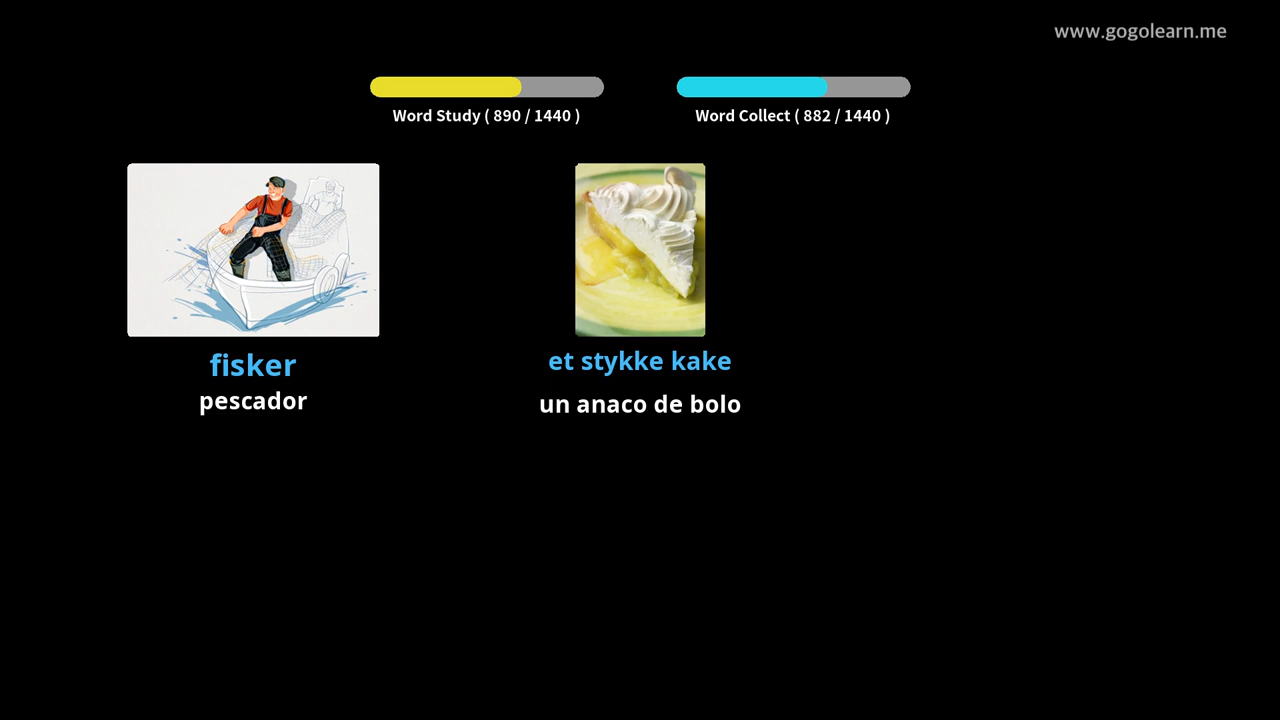 www.gogolearn.me
Word Study ( 890 / 1440 )
Word Collect ( 882 / 1440 )
fisker
pescador
et stykke kake
un anaco de bolo